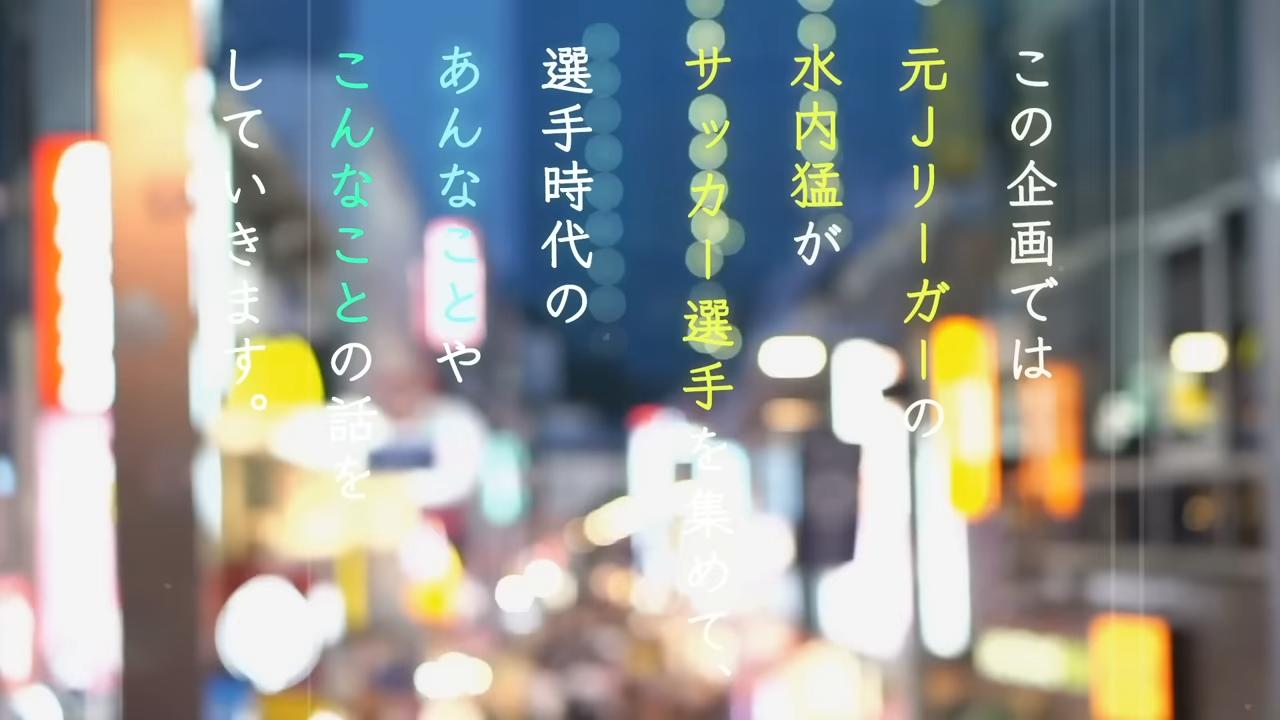 この企画では
元Jリーガーの
水内猛が
サッカー選手を集めて、
選手時代の
あんなことや
こんなことの話を
していきます。